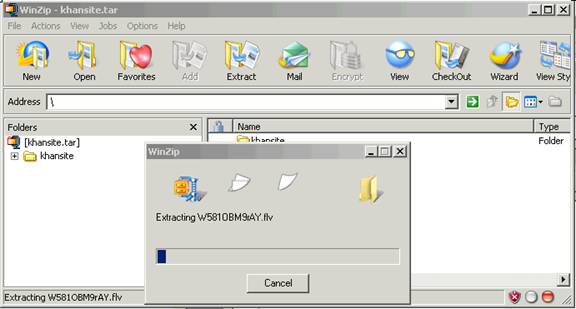 WinZip - khansite.tar
File Actions View Jobs Options Help
New Open Favorites Add Extract Mail Encrypt View CheckOut Wizard View Sty
Address \
Folders
[khansite.tar]
khansite
Name Type
khansite Folder
WinZip
Extracting W581OBM9rAY.flv
Cancel
Extracting W581OBM9rAY.flv